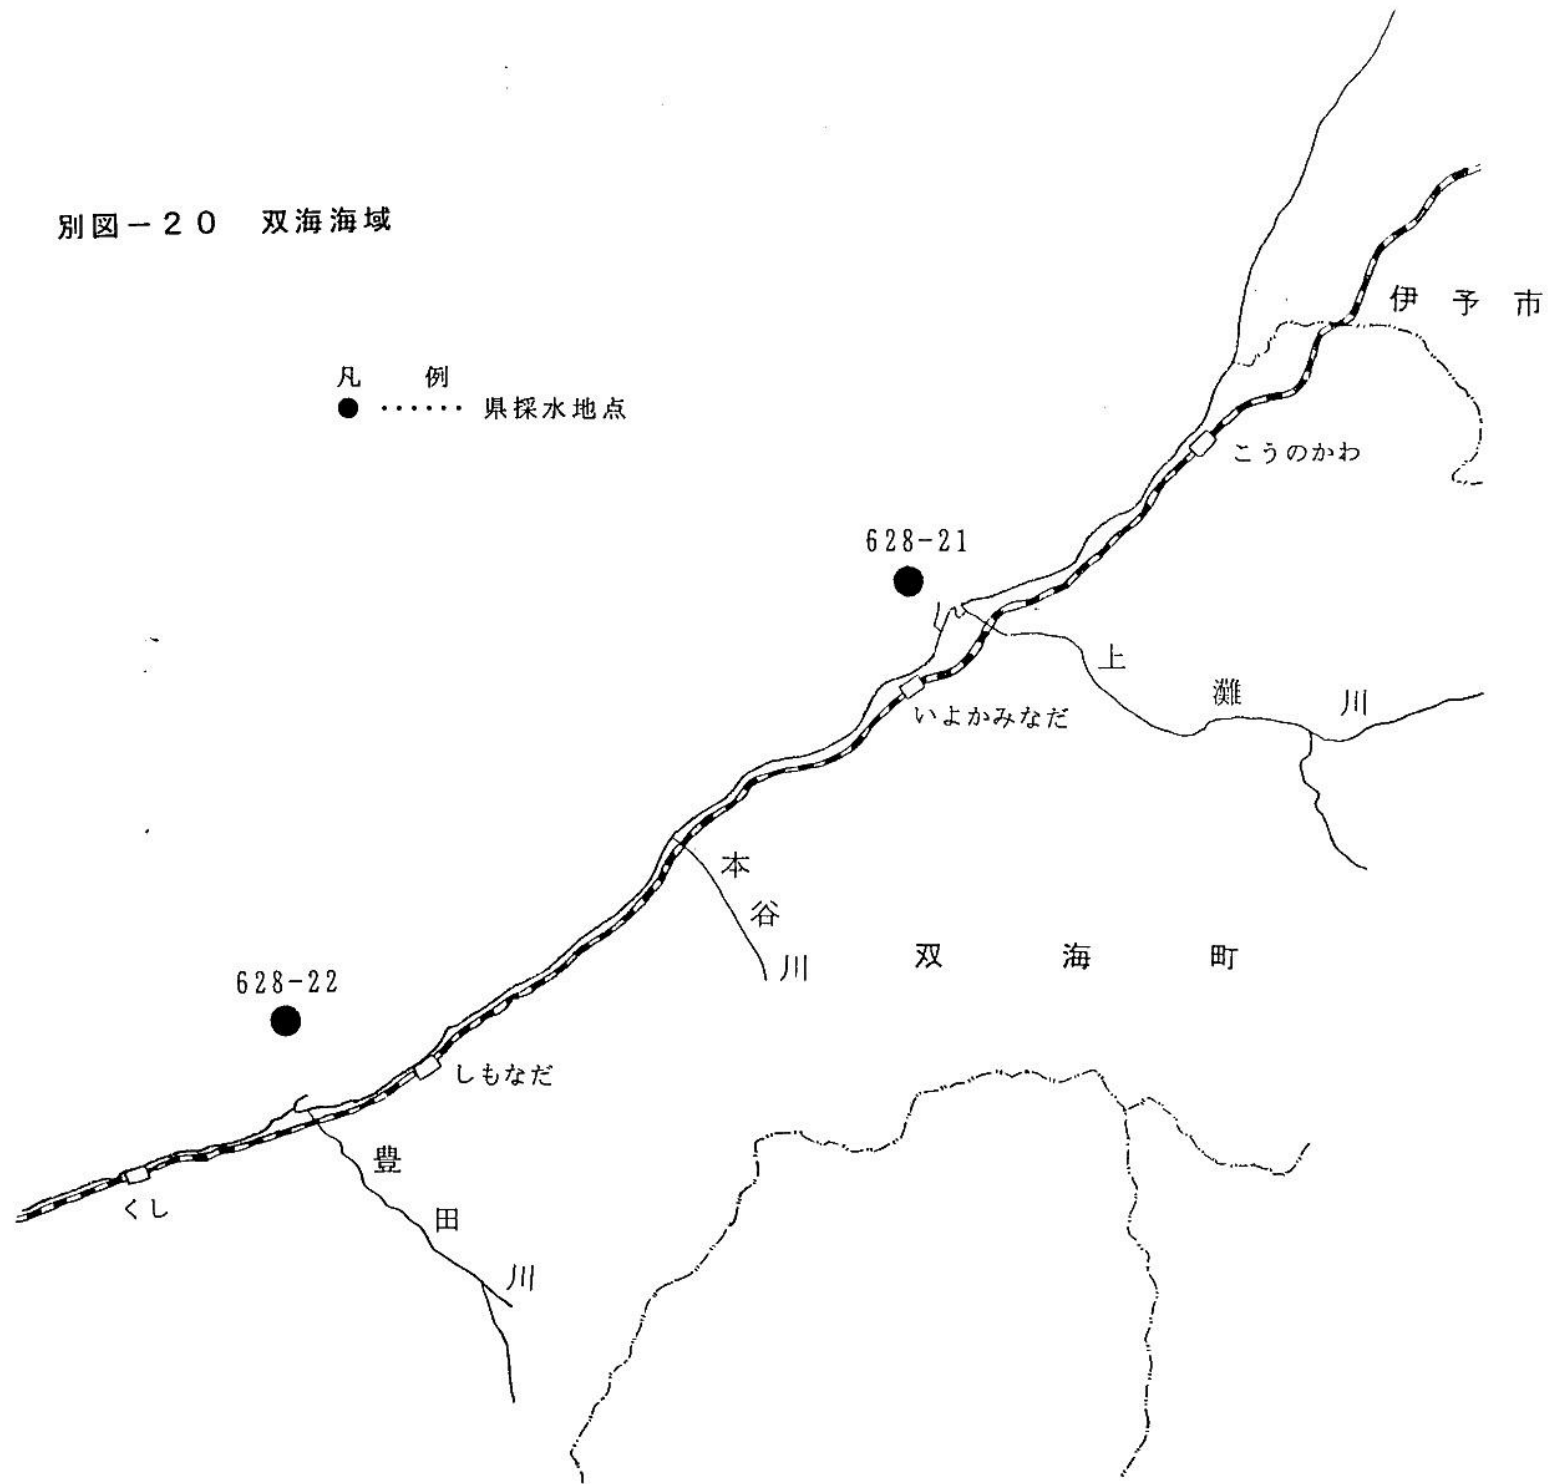 別図－２０　双海海域
凡　例
●……県採水地点
伊予市
こうのかわ
628-21
上灘川
いよかみなだ
本谷川
双海町
628-22
しもなだ
豊田川
くし